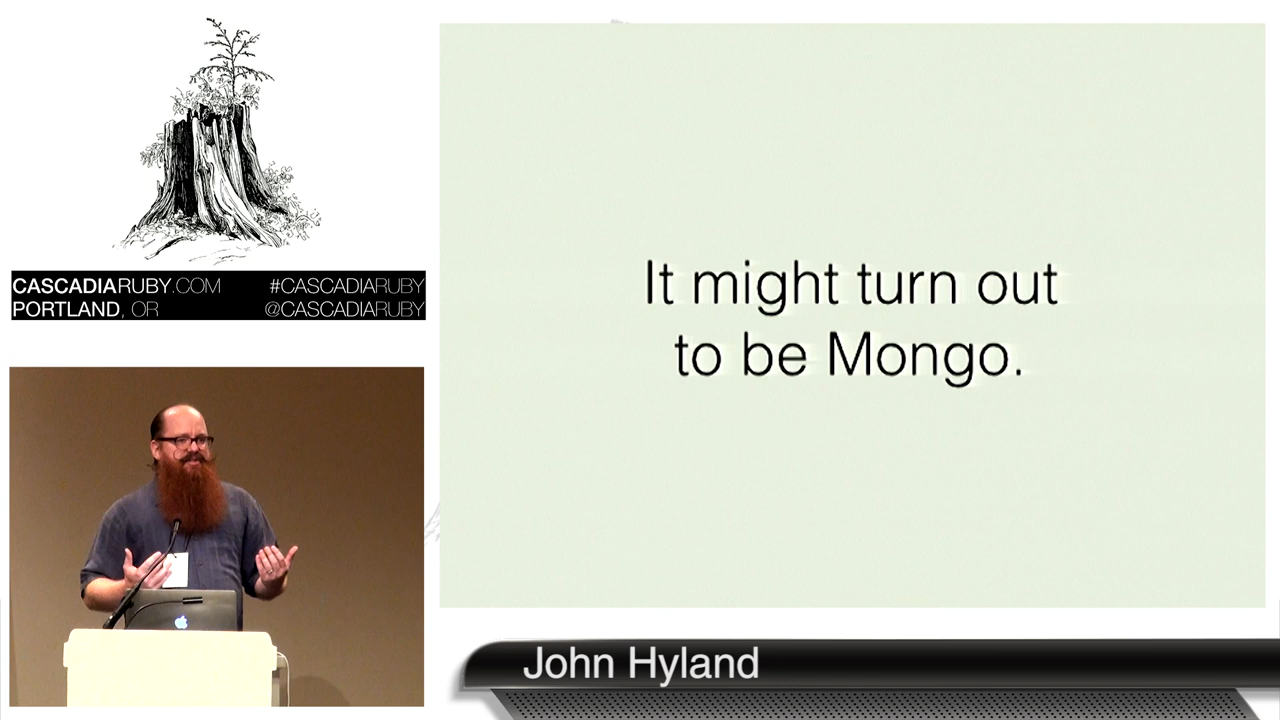 CASCADIARUBY.COM #CASCADIARUBY
PORTLAND, OR @CASCADIARUBY
It might turn out
to be Mongo.
John Hyland